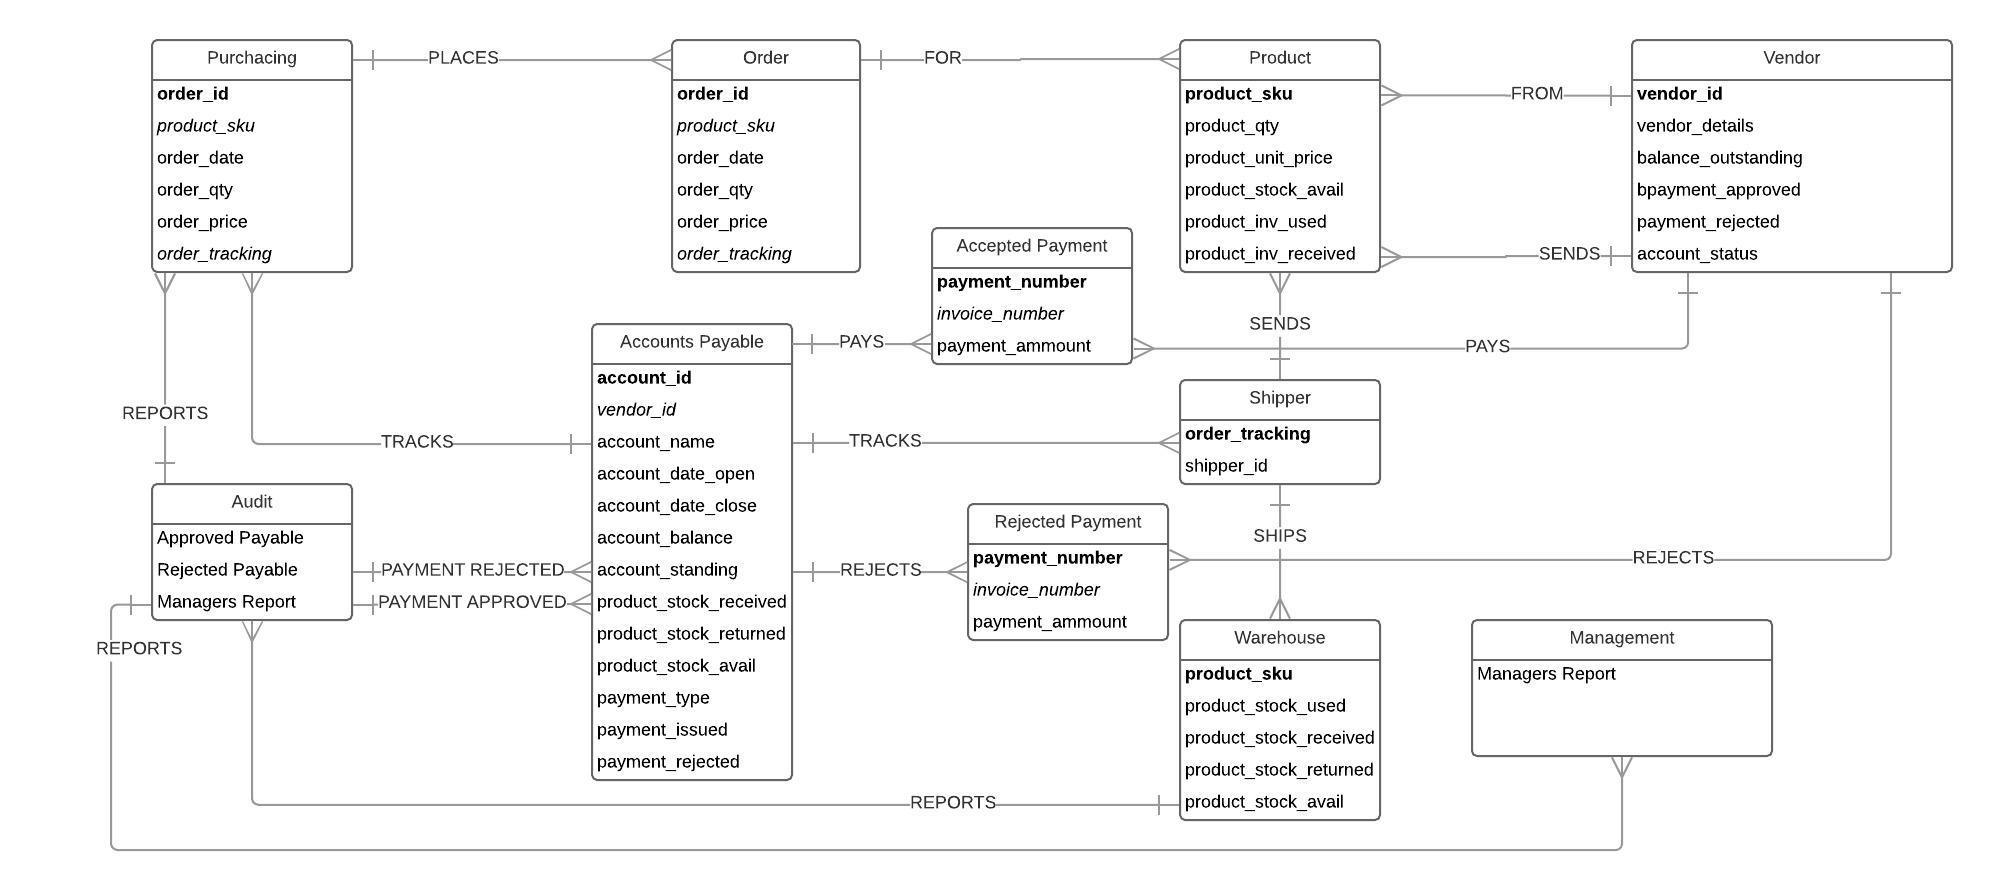 Purchacing
order_id
product_sku
order_date
order_qty
order_price
order_tracking
PLACES
Order
order_id
product_sku
order_date
order_qty
order_price
order_tracking
FOR
Product
product_sku
product_qty
product_unit_price
product_stock_avail
product_inv_used
product_inv_received
FROM
SENDS
Vendor
vendor_id
vendor_details
balance_outstanding
bpayment_approved
payment_rejected
account_status
Accepted Payment
payment_number
invoice_number
payment_ammount
PAYS
SENDS
PAYS
Accounts Payable
account_id
vendor_id
account_name
account_date_open
account_date_close
account_balance
account_standing
product_stock_received
product_stock_returned
product_stock_avail
payment_type
payment_issued
payment_rejected
Shipper
order_tracking
shipper_id
REPORTS
TRACKS
TRACKS
Audit
Approved Payable
Rejected Payable
Managers Report
PAYMENT REJECTED
PAYMENT APPROVED
REJECTS
Rejected Payment
payment_number
invoice_number
payment_ammount
SHIPS
REJECTS
REPORTS
Warehouse
product_sku
product_stock_used
product_stock_received
product_stock_returned
product_stock_avail
Management
Managers Report
REPORTS